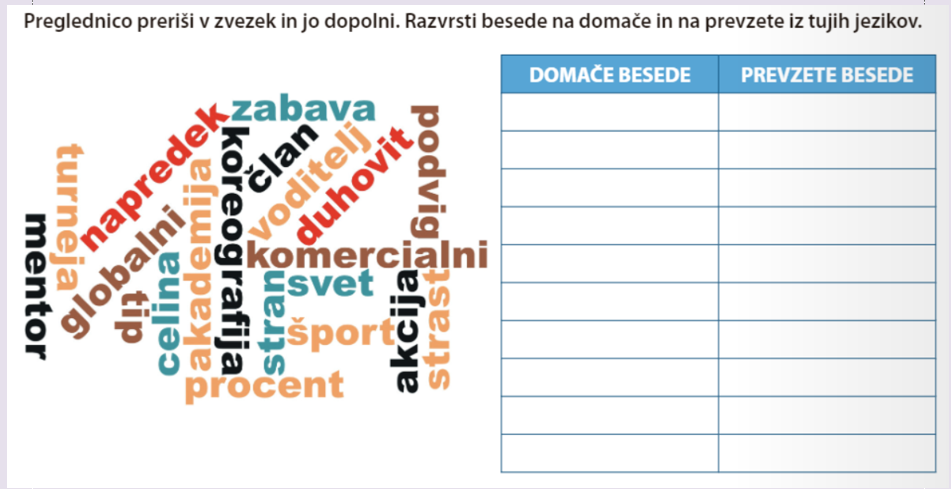 Preglednico preriši v zvezek in jo dopolni. Razvrsti besede na domače in na prevzete iz tujih jezikov.
DOMAČE BESEDE PREVZETE BESEDE
zabava
napredek
koreografija
član
voditelj
duhovit
podvig
turneja
mentor
globalni
tip
celina
akademija
komercialni
stran
svet
šport
akcija
strast
procent